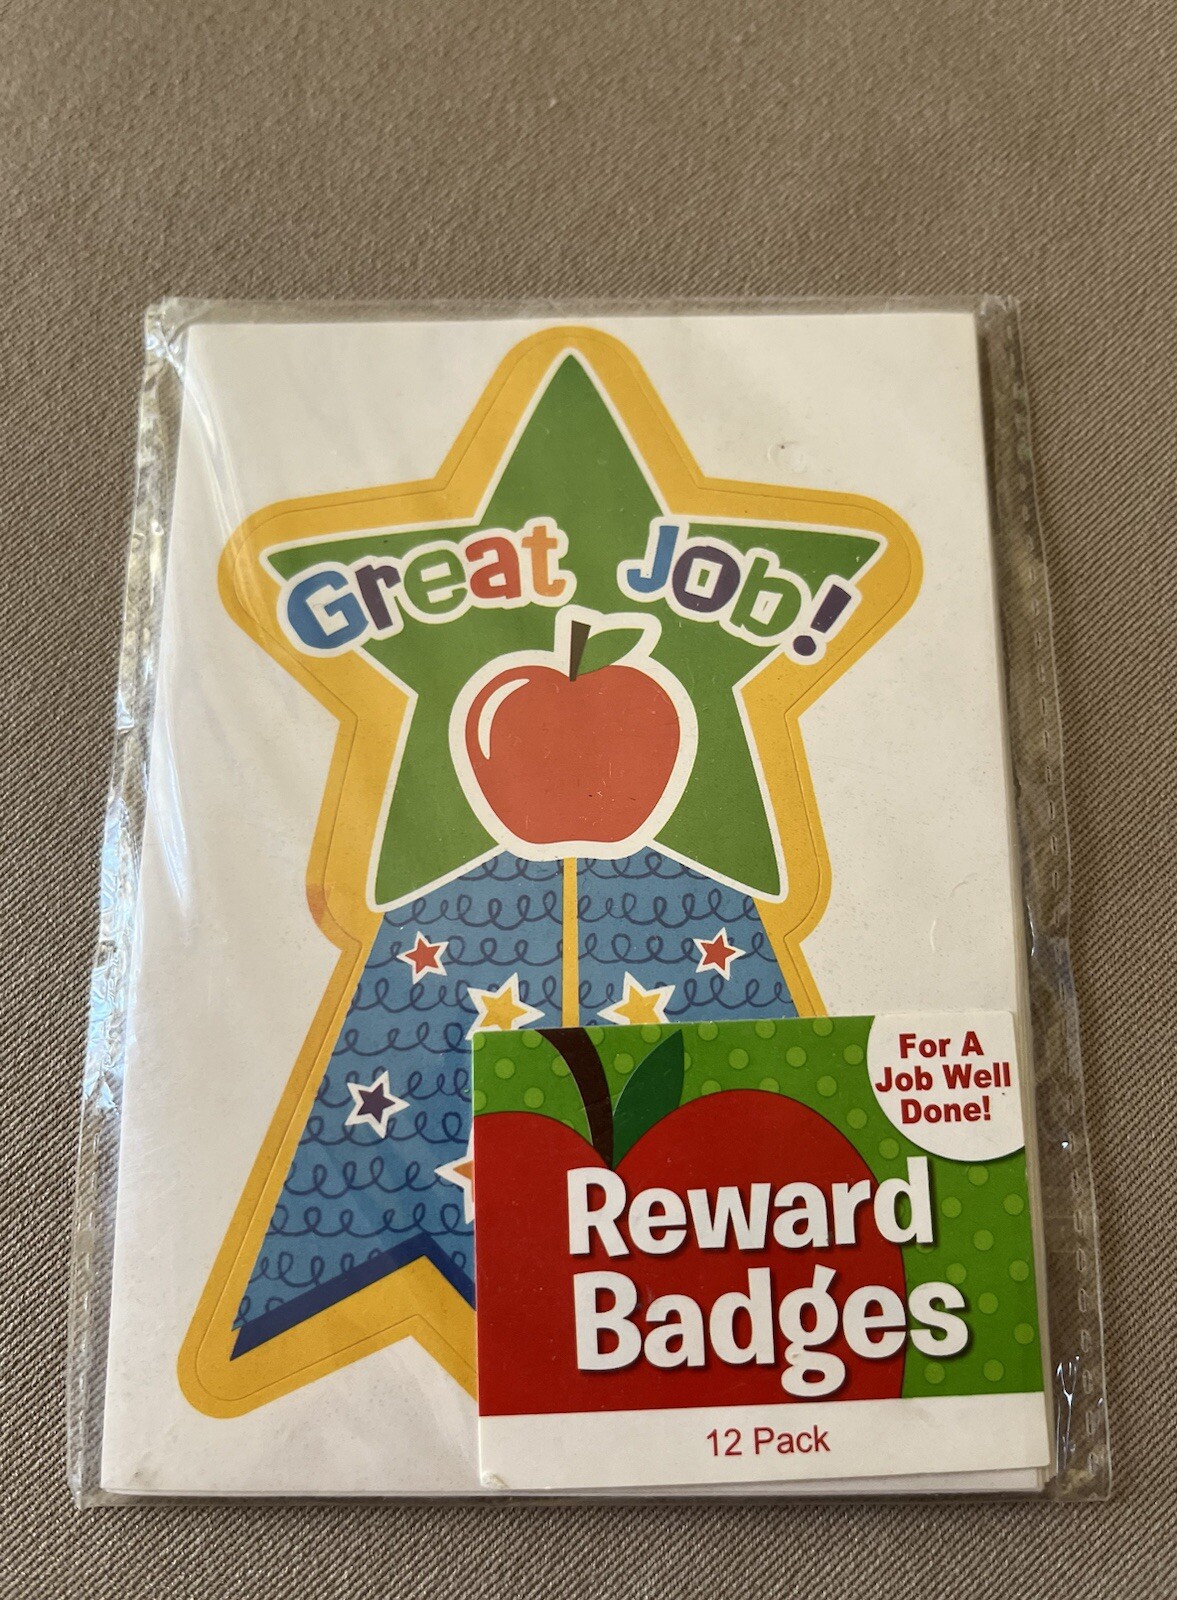 Great Job!
For A
Job Well
Done!
Reward
Badges
12 Pack